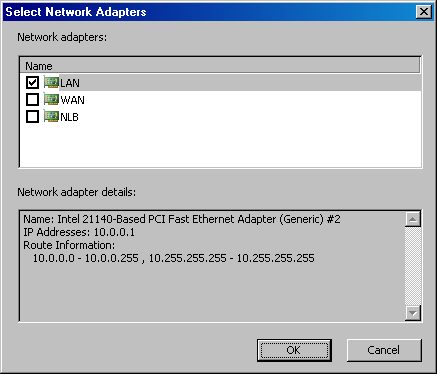 Select Network Adapters
Network adapters:
Name
LAN
WAN
NLB
Network adapter details:
Name: Intel 21140-Based PCI Fast Ethernet Adapter (Generic) #2
IP Addresses: 10.0.0.1
Route Information:
10.0.0.0 - 10.0.0.255 , 10.255.255.255 - 10.255.255.255
OK
Cancel